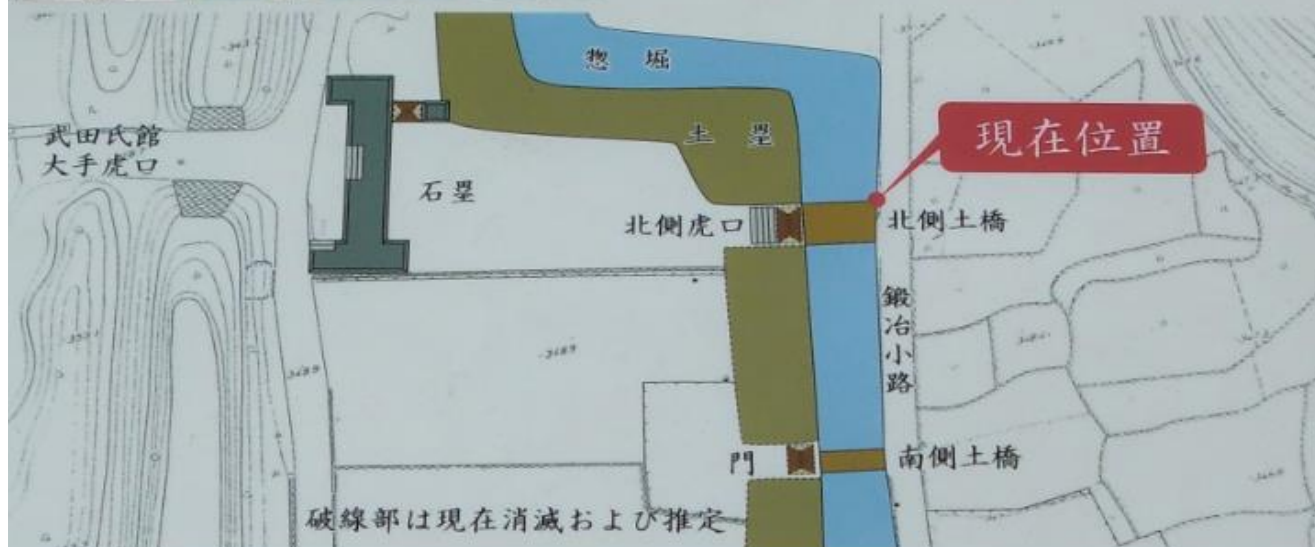 惣堀
土塁
現在位置
武田氏館
大手虎口
石塁
北側虎口
北側土橋
鍛冶小路
門
南側土橋
破線部は現在消滅および推定